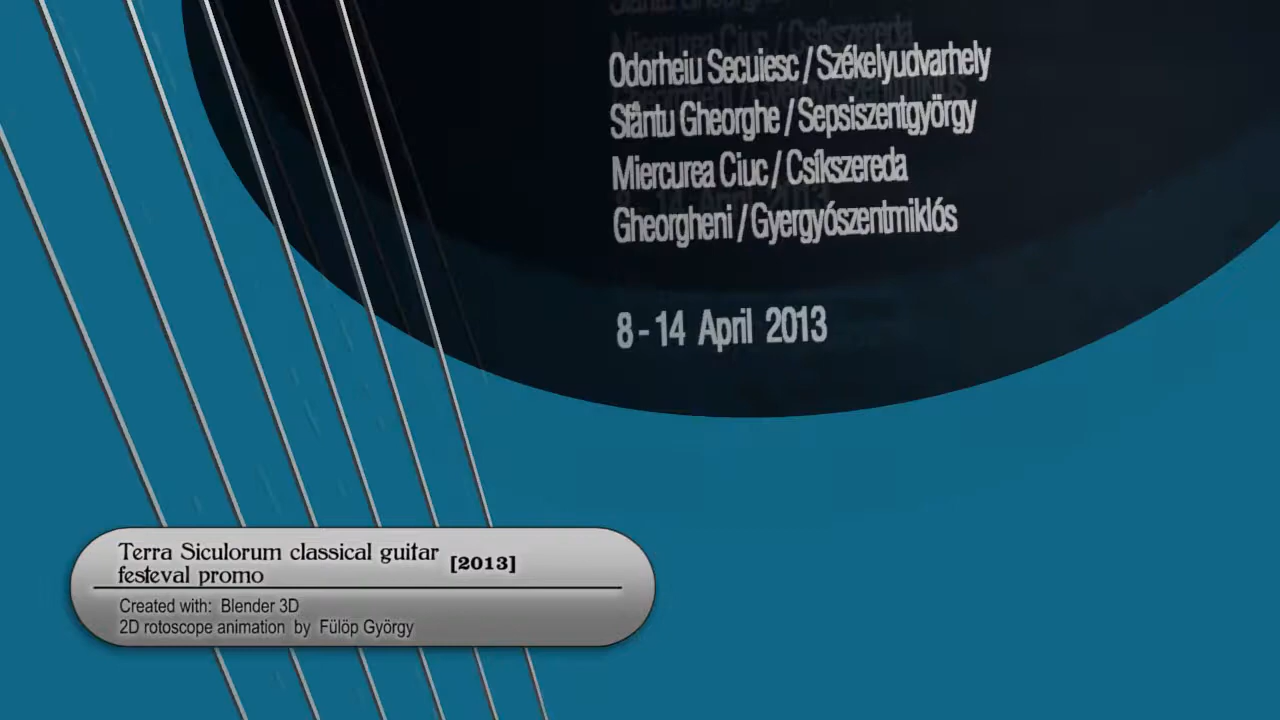 Odorheiu Secuiesc / Székelyudvarhely
Sfântu Gheorghe / Sepsiszentgyörgy
Miercurea Ciuc / Csíkszereda
Gheorgheni / Gyergyószentmiklós
8 - 14 April 2013
Terra Siculorum classical guitar
festeval promo
[2013]
Created with: Blender 3D
2D rotoscope animation by Fülöp György